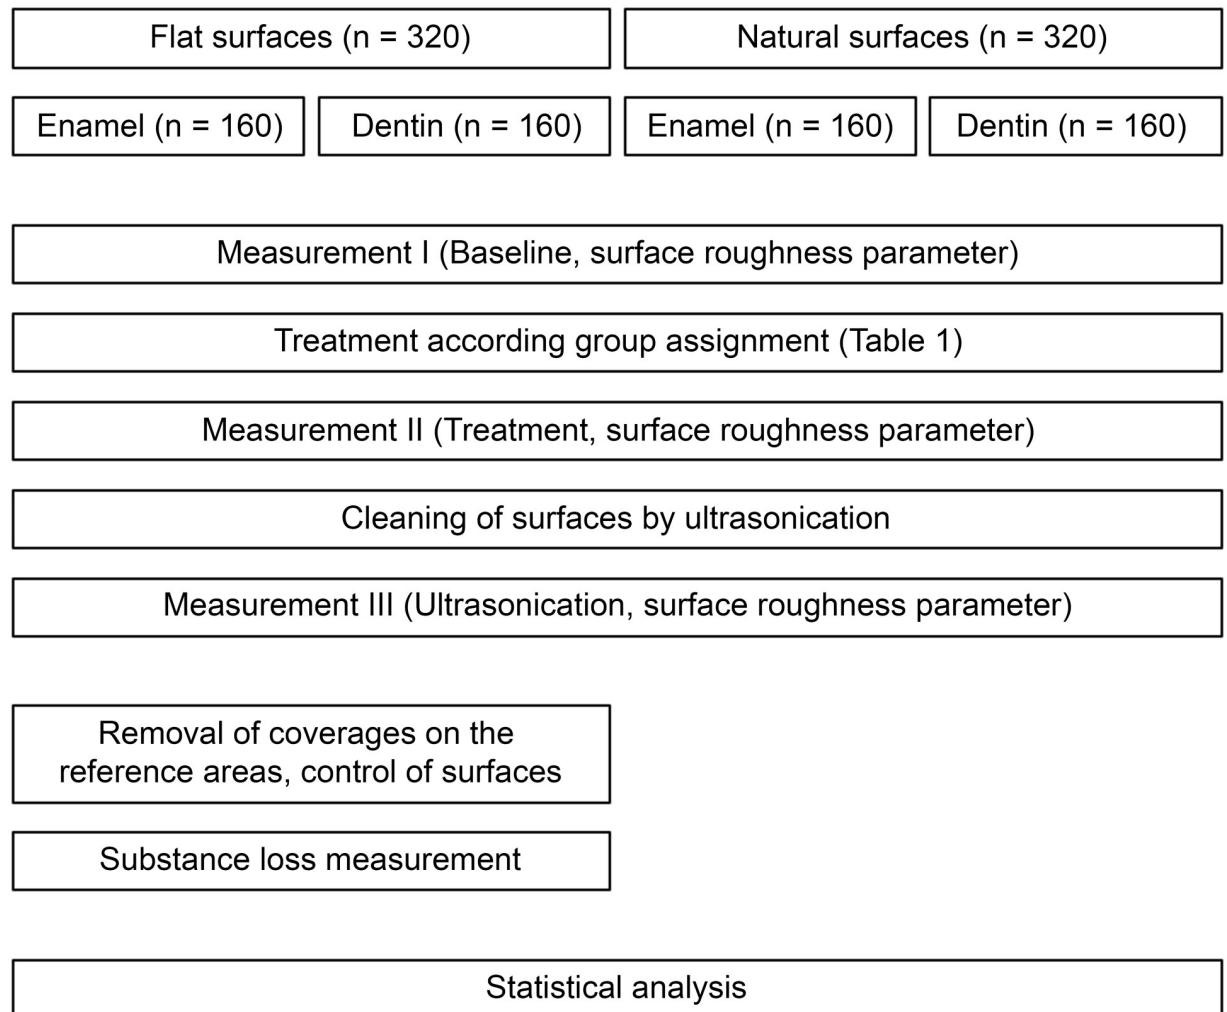 Flat surfaces (n = 320)
Natural surfaces (n = 320)
Enamel (n = 160)
Dentin (n = 160)
Enamel (n = 160)
Dentin (n = 160)
Measurement I (Baseline, surface roughness parameter)
Treatment according group assignment (Table 1)
Measurement II (Treatment, surface roughness parameter)
Cleaning of surfaces by ultrasonication
Measurement III (Ultrasonication, surface roughness parameter)
Removal of coverages on the
reference areas, control of surfaces
Substance loss measurement
Statistical analysis